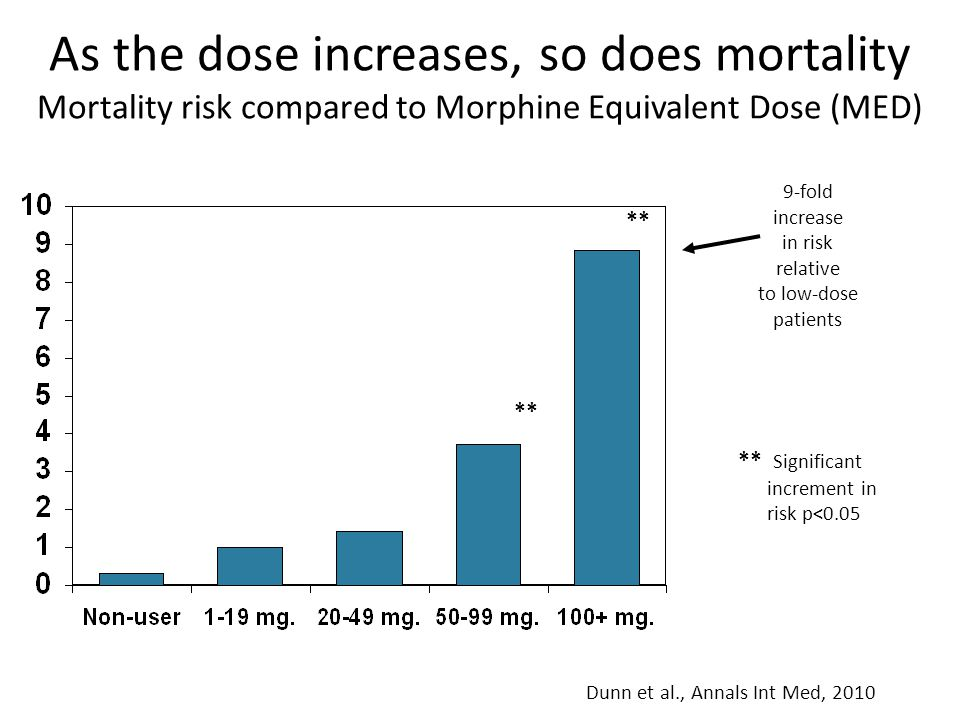 As the dose increases, so does mortality
Mortality risk compared to Morphine Equivalent Dose (MED)
10
9
8
7
6
5
4
3
2
1
0
**
**
Non-user 1-19 mg. 20-49 mg. 50-99 mg. 100+ mg.
9-fold
increase
in risk
relative
to low-dose
patients
** Significant
increment in
risk p<0.05
Dunn et al., Annals Int Med, 2010